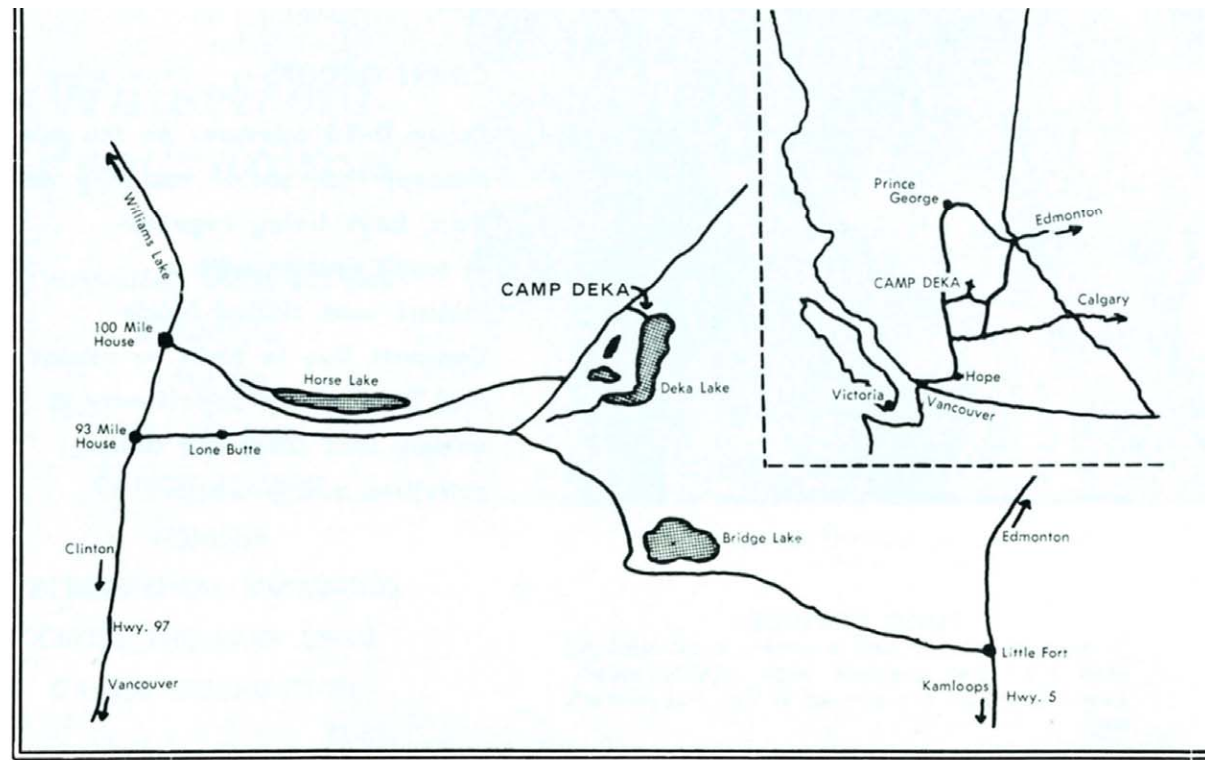 Williams Lake
100 Mile
House
Horse Lake
CAMP DEKA
Deka Lake
93 Mile
House
Lone Butte
Bridge Lake
Clinton
Hwy. 97
Vancouver
Edmonton
Little Fort
Kamloops
Hwy. 5
Prince
George
Edmonton
CAMP DEKA
Calgary
Hope
Victoria
Vancouver